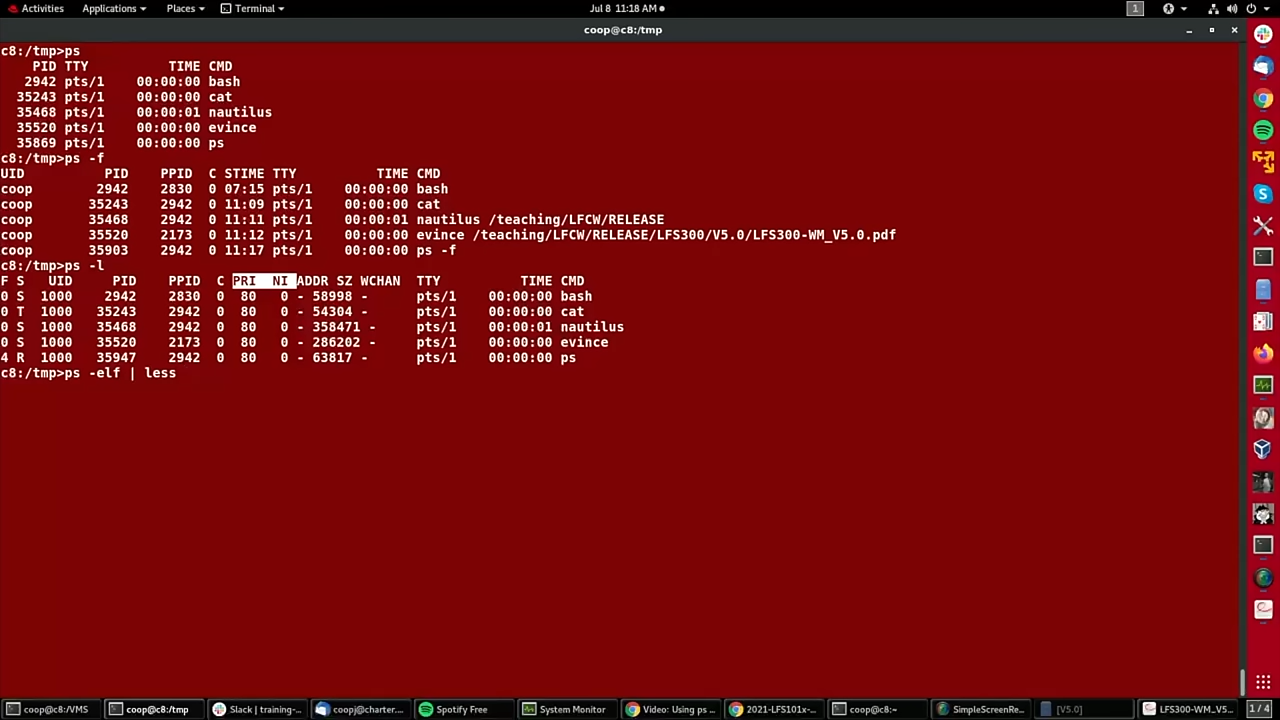 Activities Applications Places Terminal Jul 8 11:18 AM 1
coop@c8:/tmp
c8:/tmp>ps
PID TTY TIME CMD
2942 pts/1 00:00:00 bash
35243 pts/1 00:00:00 cat
35468 pts/1 00:00:01 nautilus
35520 pts/1 00:00:00 evince
35869 pts/1 00:00:00 ps
c8:/tmp>ps -f
UID PID PPID C STIME TTY TIME CMD
coop 2942 2830 0 07:15 pts/1 00:00:00 bash
coop 35243 2942 0 11:09 pts/1 00:00:00 cat
coop 35468 2942 0 11:11 pts/1 00:00:01 nautilus /teaching/LFCW/RELEASE
coop 35520 2173 0 11:12 pts/1 00:00:00 evince /teaching/LFCW/RELEASE/LFS300/V5.0/LFS300-WM_V5.0.pdf
coop 35903 2942 0 11:17 pts/1 00:00:00 ps -f
c8:/tmp>ps -l
F S UID PID PPID C PRI NI ADDR SZ WCHAN TTY TIME CMD
0 S 1000 2942 2830 0 80 0 - 58998 - pts/1 00:00:00 bash
0 T 1000 35243 2942 0 80 0 - 54304 - pts/1 00:00:00 cat
0 S 1000 35468 2942 0 80 0 - 358471 - pts/1 00:00:01 nautilus
0 S 1000 35520 2173 0 80 0 - 286202 - pts/1 00:00:00 evince
4 R 1000 35947 2942 0 80 0 - 63817 - pts/1 00:00:00 ps
c8:/tmp>ps -elf | less
coop@c8:/VMS coop@c8:/tmp Slack | training-... coopj@charter.... Spotify Free System Monitor Video: Using ps ... 2021-LFS101x-... coop@c8:~ SimpleScreenRe... [V5.0] LFS300-WM_V5... 1 / 4